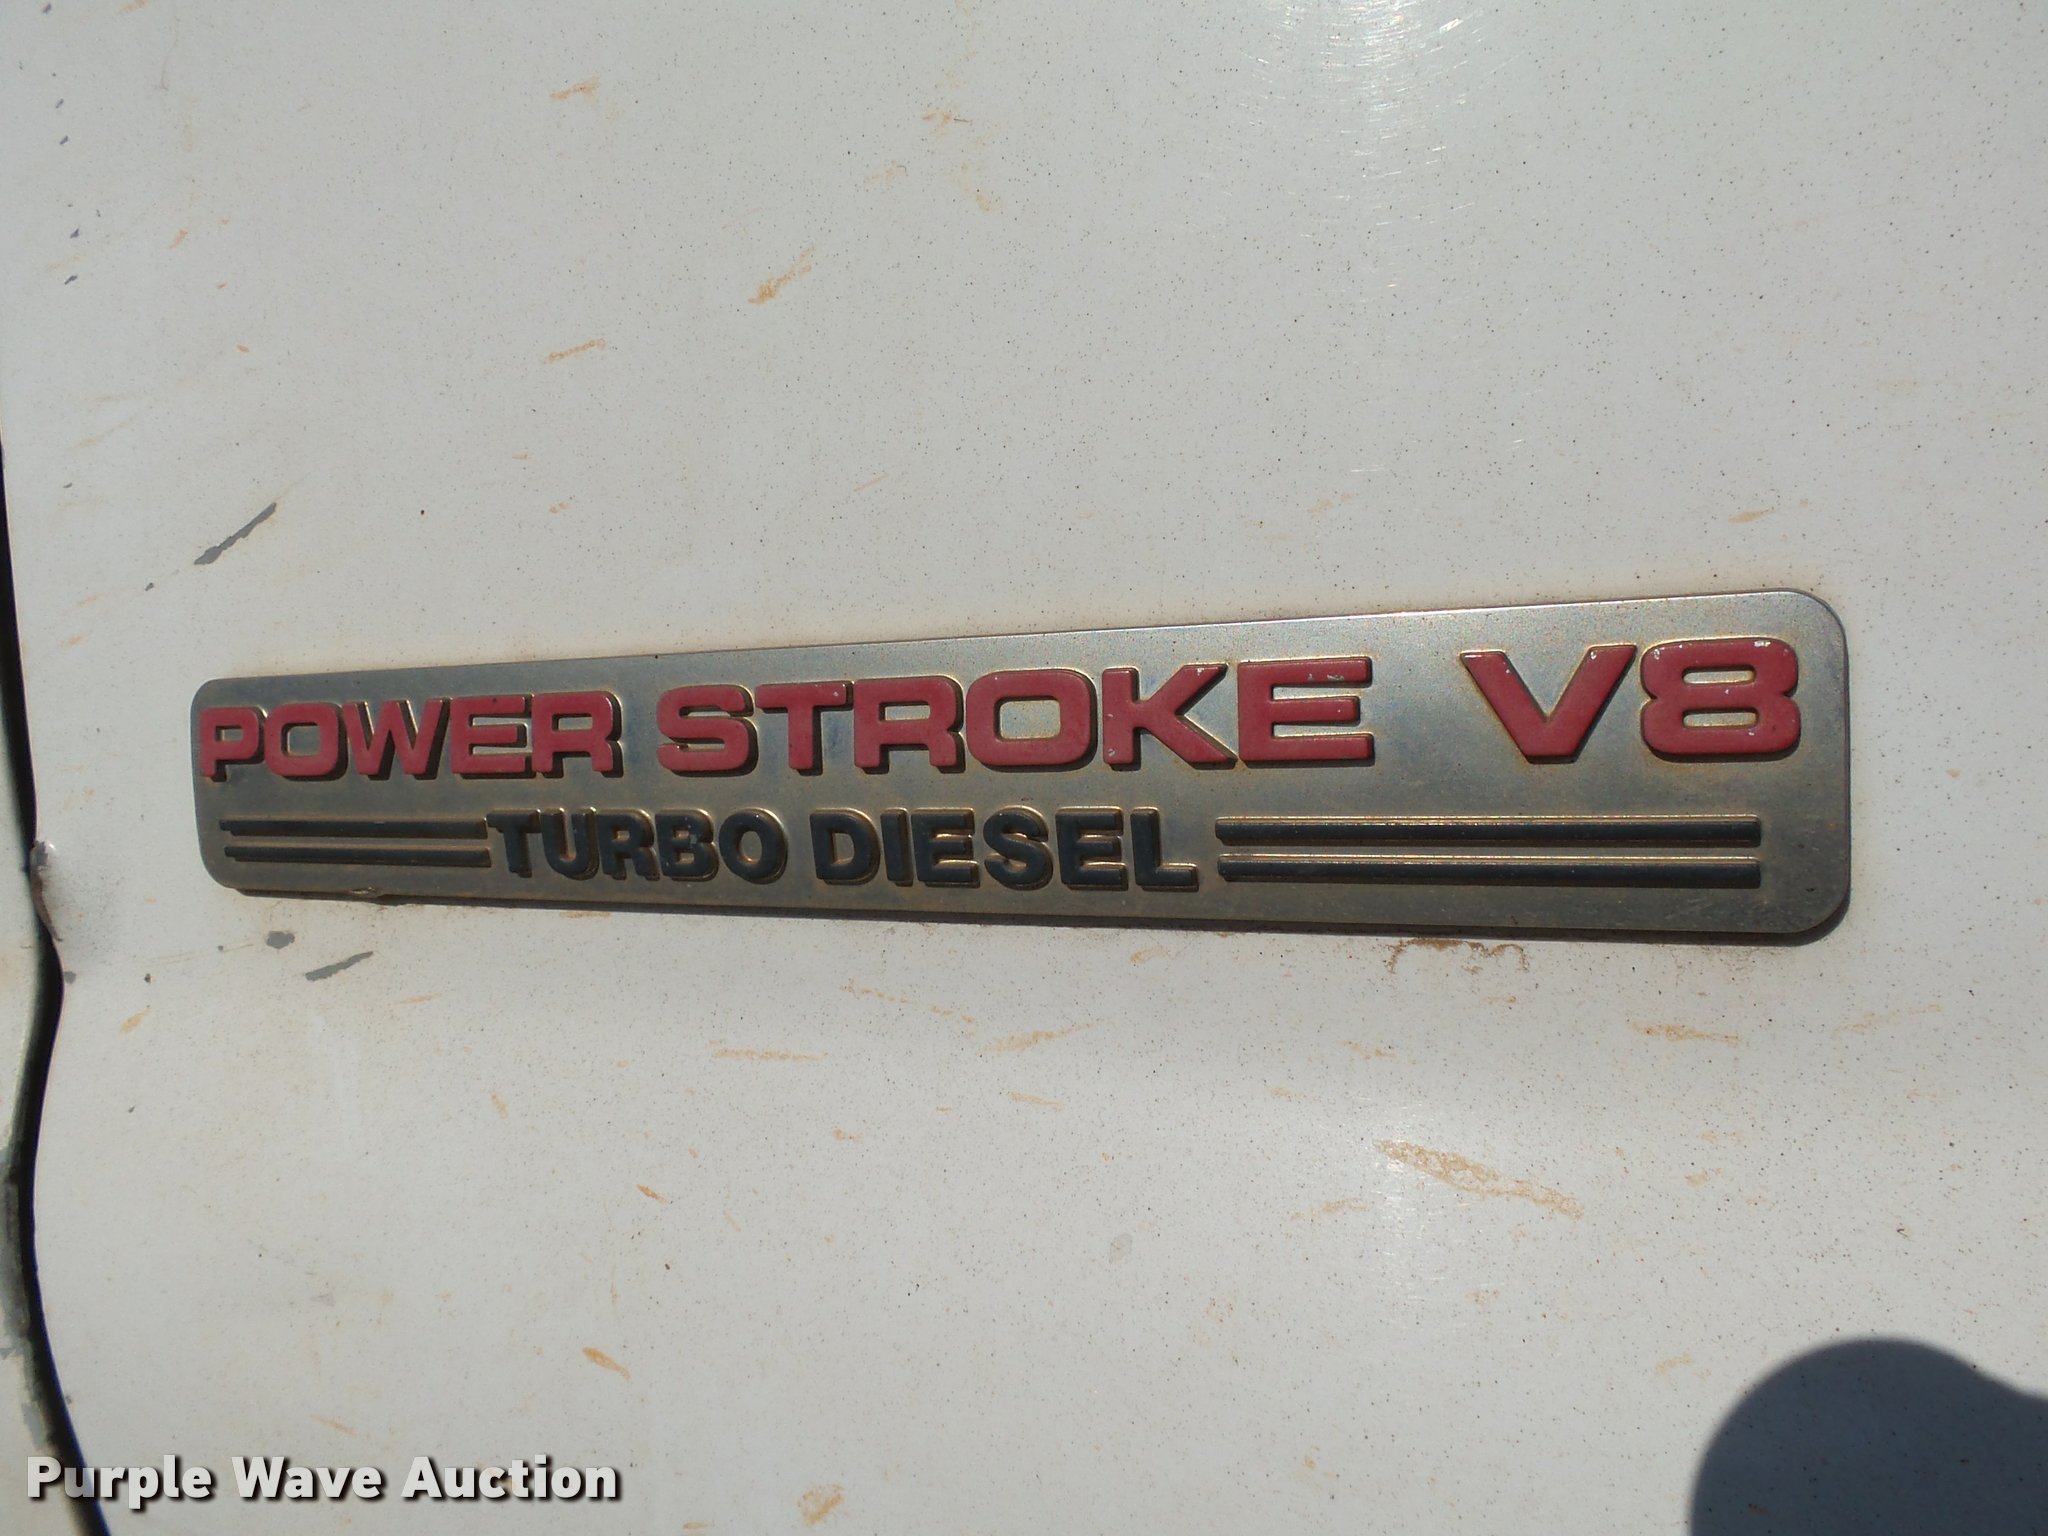 POWER STROKE V8
TURBO DIESEL
Purple Wave Auction